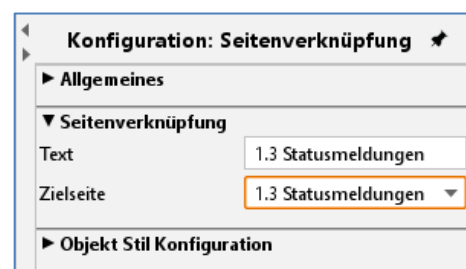 Konfiguration: Seitenverknüpfung
Allgemeines
Seitenverknüpfung
Text 1.3 Statusmeldungen
Zielseite 1.3 Statusmeldungen
Objekt Stil Konfiguration